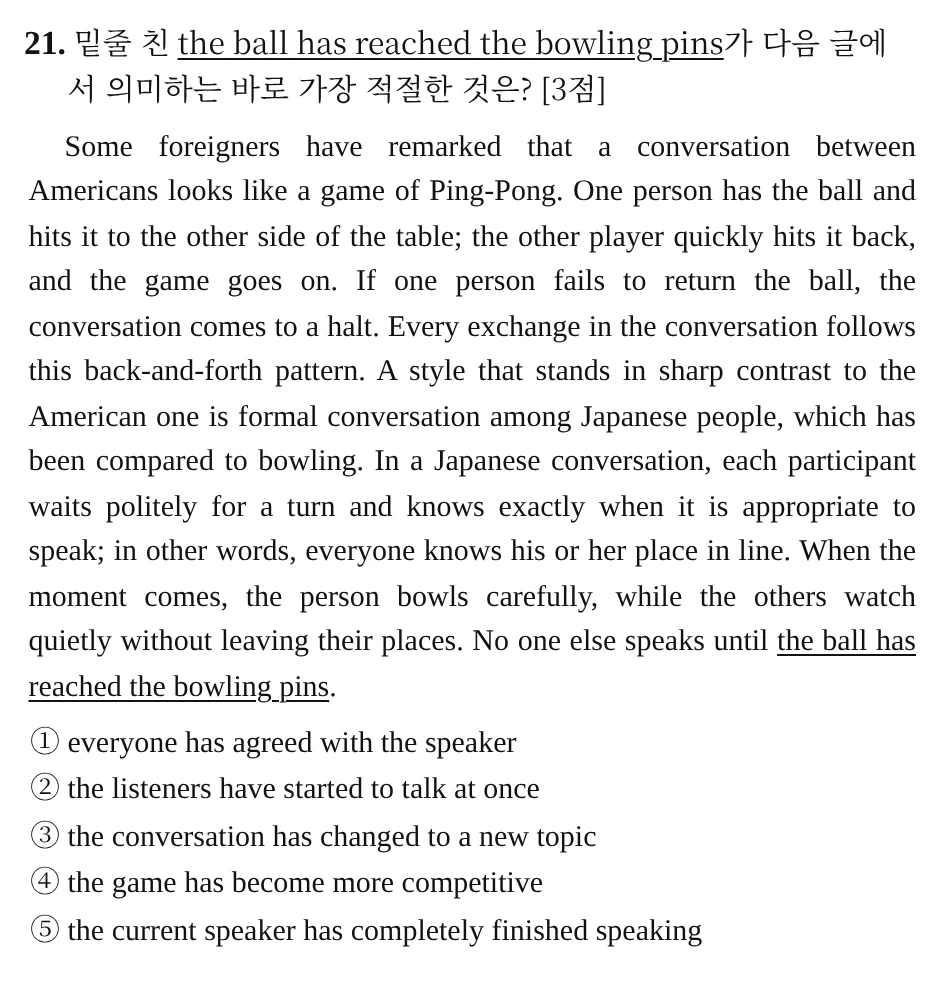 21. 밑줄 친 the ball has reached the bowling pins가 다음 글에
서 의미하는 바로 가장 적절한 것은? [3점]
Some foreigners have remarked that a conversation between
Americans looks like a game of Ping-Pong. One person has the ball and
hits it to the other side of the table; the other player quickly hits it back,
and the game goes on. If one person fails to return the ball, the
conversation comes to a halt. Every exchange in the conversation follows
this back-and-forth pattern. A style that stands in sharp contrast to the
American one is formal conversation among Japanese people, which has
been compared to bowling. In a Japanese conversation, each participant
waits politely for a turn and knows exactly when it is appropriate to
speak; in other words, everyone knows his or her place in line. When the
moment comes, the person bowls carefully, while the others watch
quietly without leaving their places. No one else speaks until the ball has
reached the bowling pins.
① everyone has agreed with the speaker
② the listeners have started to talk at once
③ the conversation has changed to a new topic
④ the game has become more competitive
⑤ the current speaker has completely finished speaking